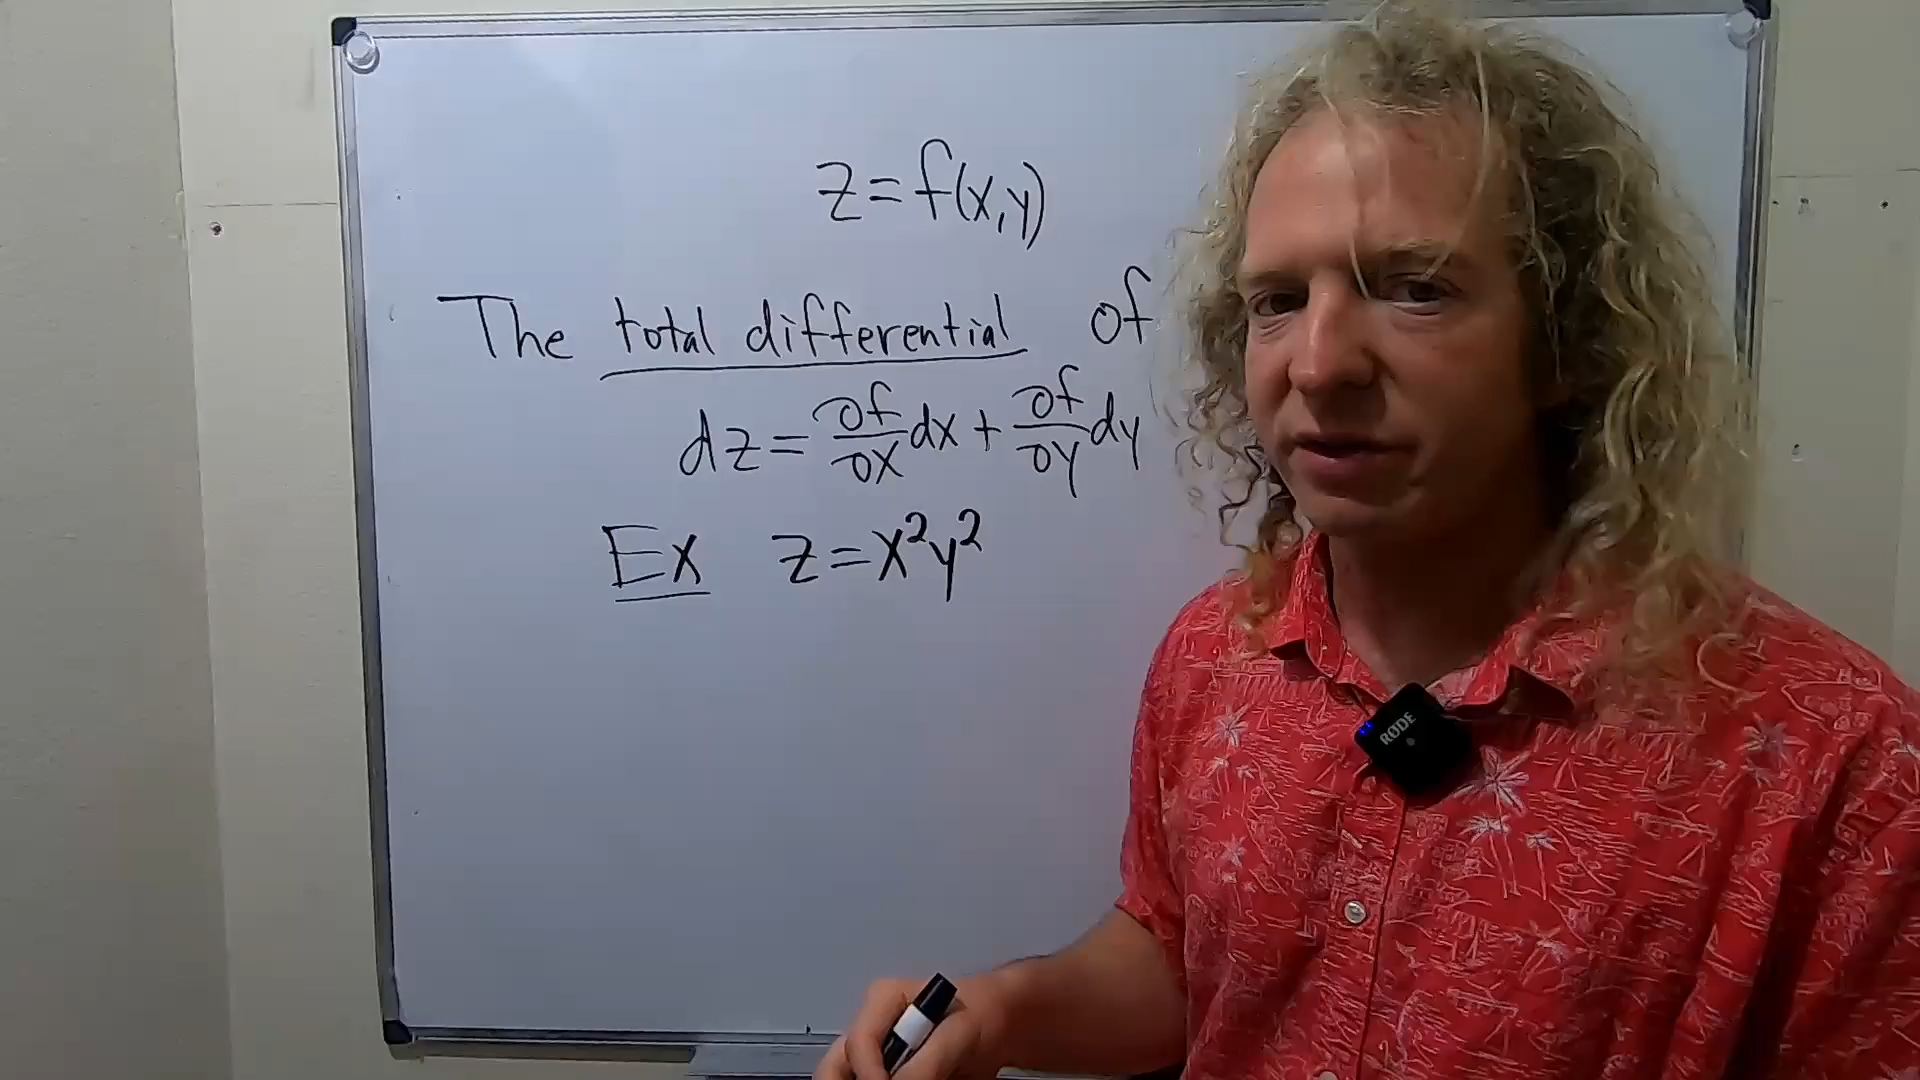 z=f(x,y)
The total differential of
dz=∂f/∂x dx+∂f/∂y dy
Ex z=x²y²
RØDE